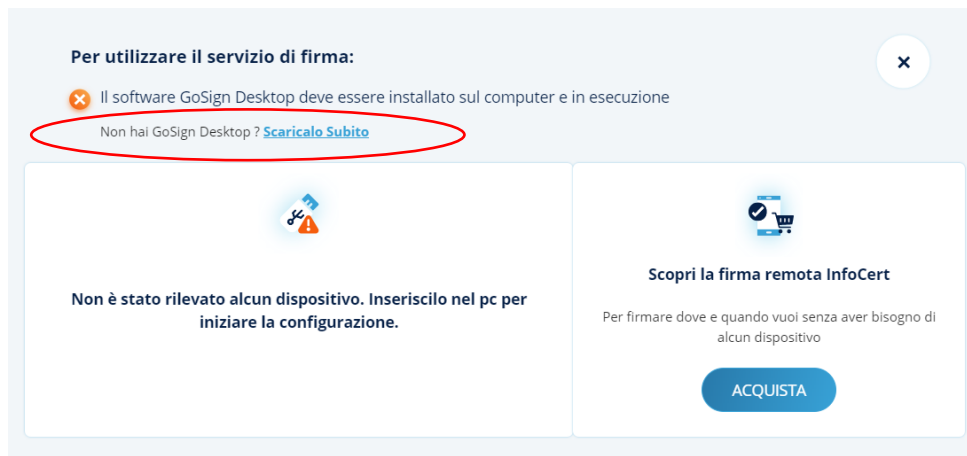 Per utilizzare il servizio di firma:
Il software GoSign Desktop deve essere installato sul computer e in esecuzione
Non hai GoSign Desktop ? Scaricalo Subito
Non è stato rilevato alcun dispositivo. Inseriscilo nel pc per
iniziare la configurazione.
Scopri la firma remota InfoCert
Per firmare dove e quando vuoi senza aver bisogno di
alcun dispositivo
ACQUISTA